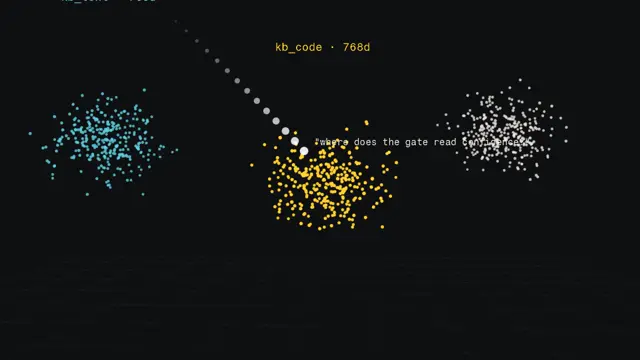 kb_code · 768d
"where does the gate read confidence?"